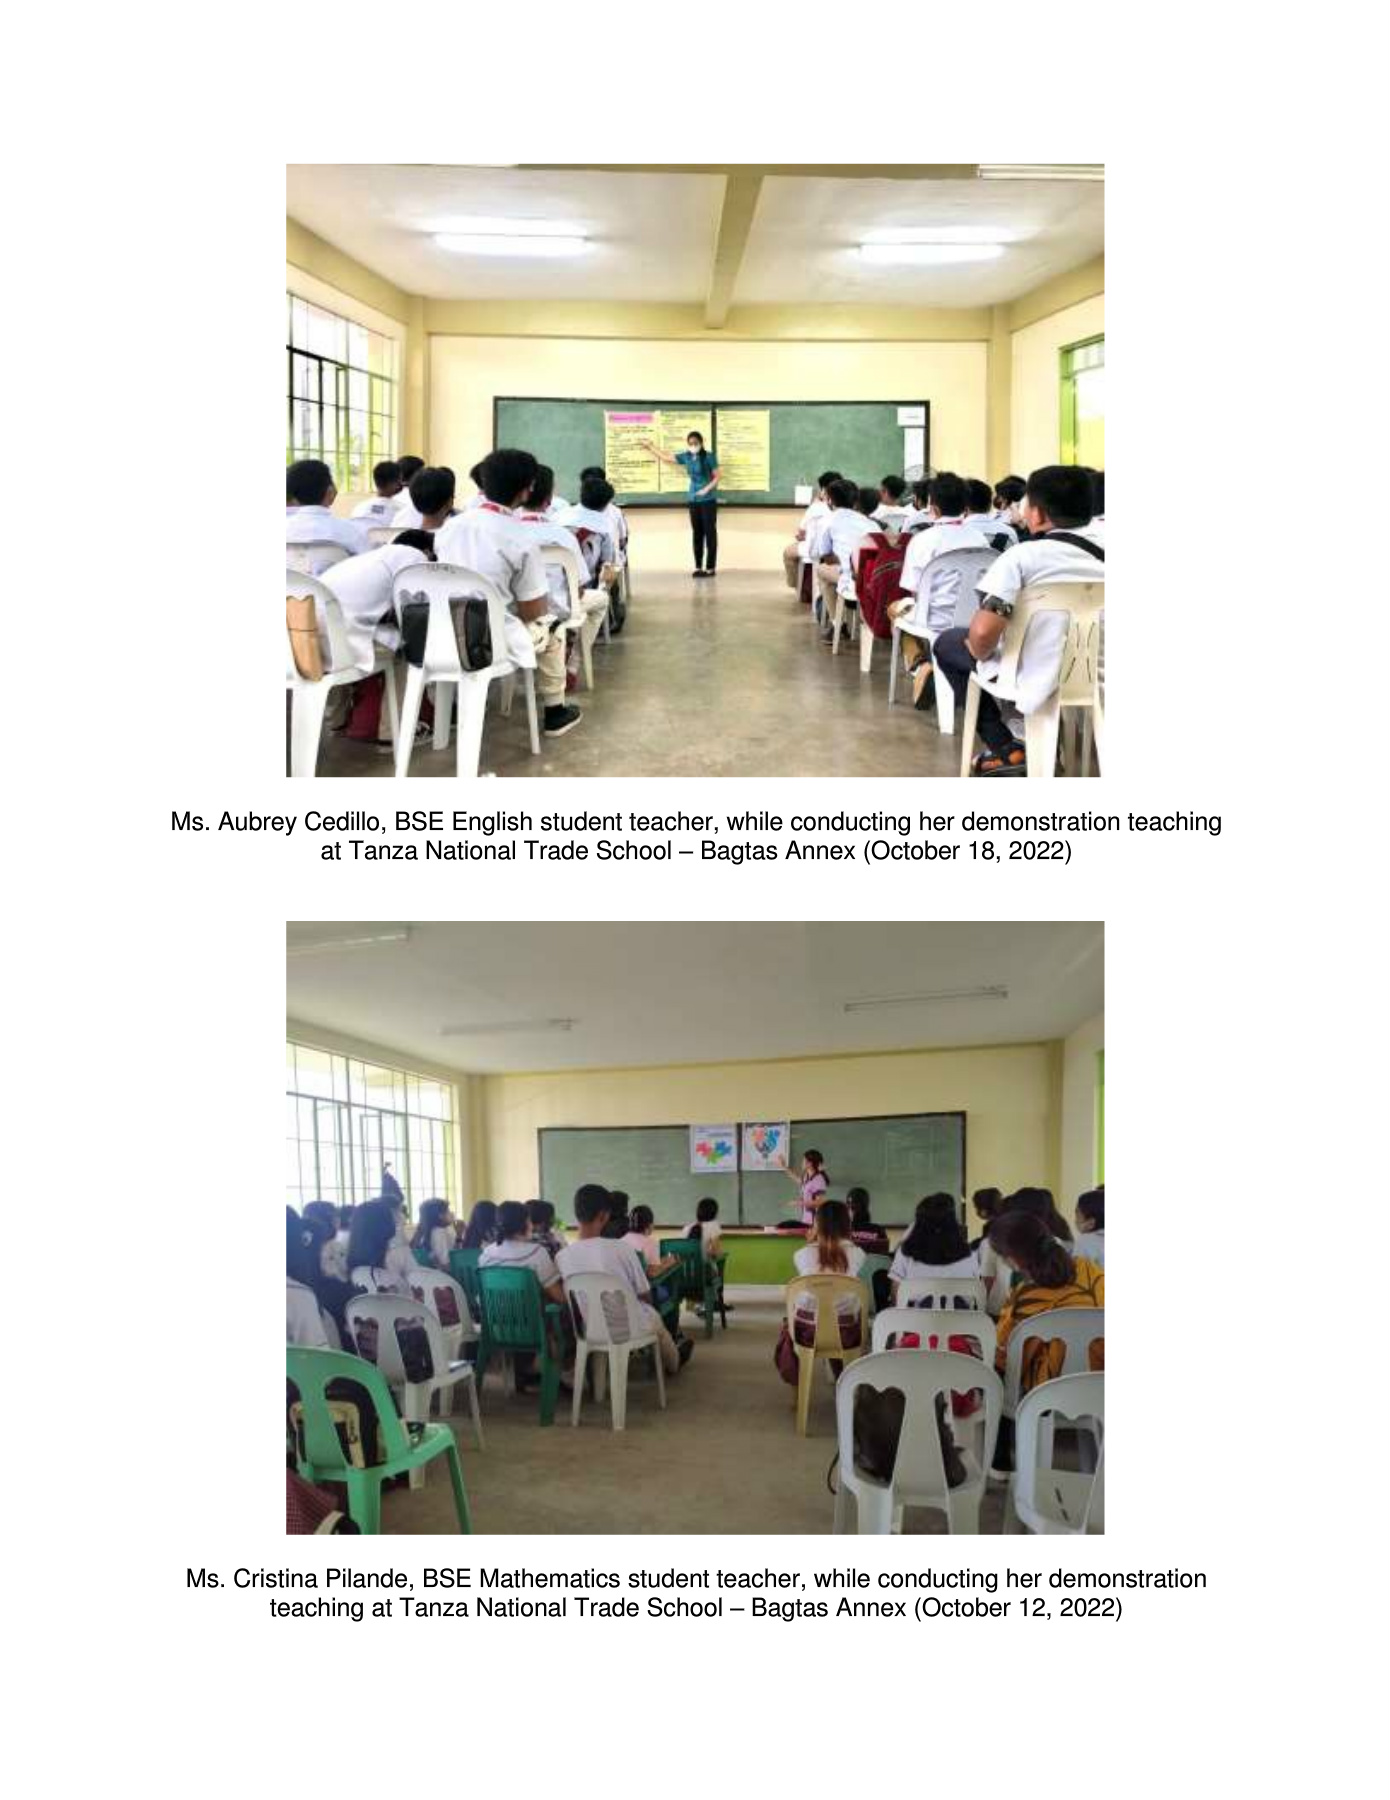 Ms. Aubrey Cedillo, BSE English student teacher, while conducting her demonstration teaching
at Tanza National Trade School – Bagtas Annex (October 18, 2022)
Ms. Cristina Pilande, BSE Mathematics student teacher, while conducting her demonstration
teaching at Tanza National Trade School – Bagtas Annex (October 12, 2022)